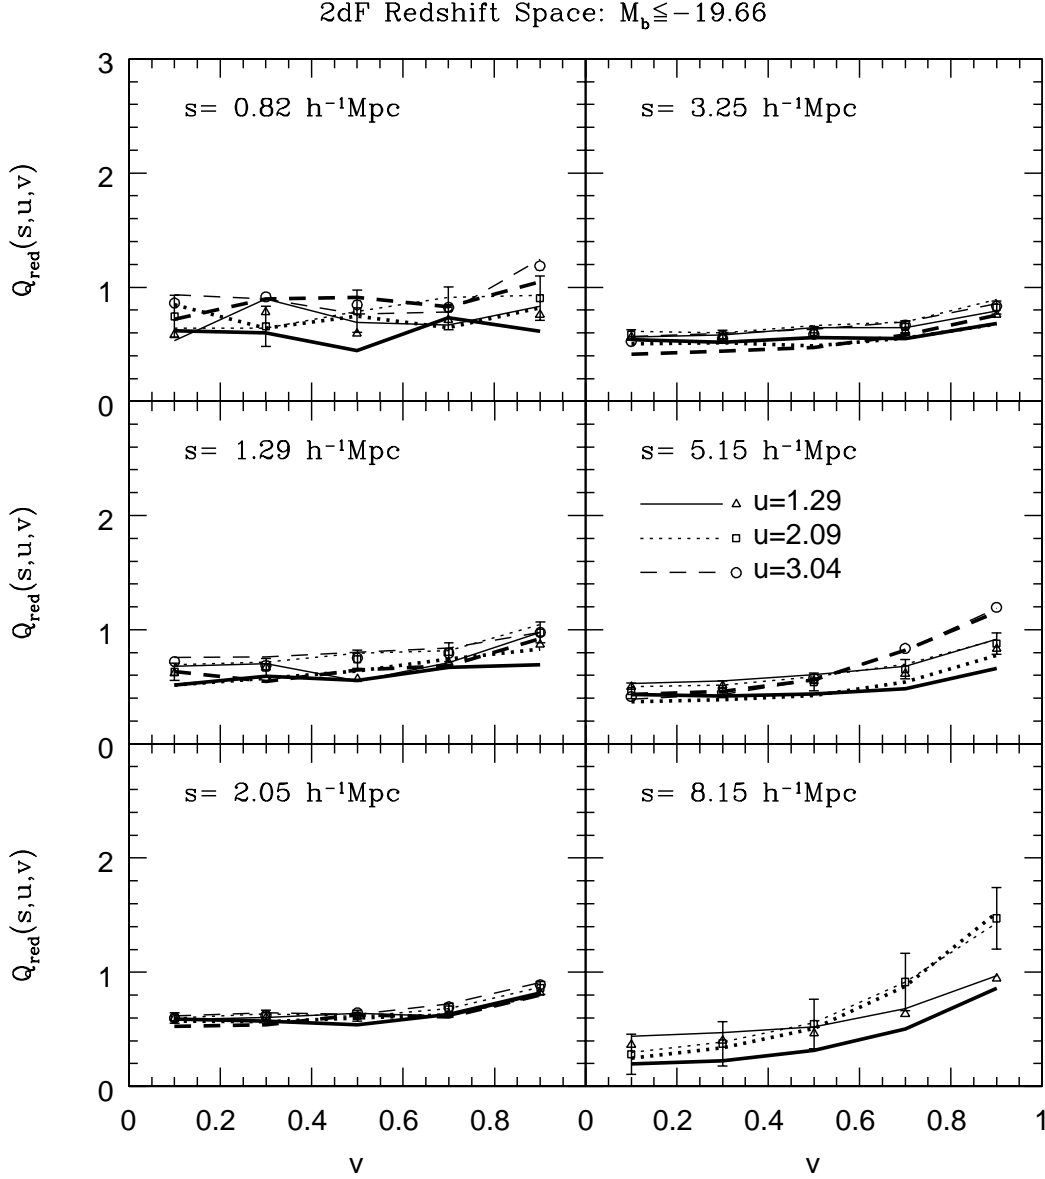 2dF Redshift Space: M_b≦−19.66
3
s= 0.82 h⁻¹Mpc
s= 3.25 h⁻¹Mpc
2
Q_red(s,u,v)
1
0
s= 1.29 h⁻¹Mpc
s= 5.15 h⁻¹Mpc
u=1.29
2
u=2.09
u=3.04
Q_red(s,u,v)
1
0
s= 2.05 h⁻¹Mpc
s= 8.15 h⁻¹Mpc
2
Q_red(s,u,v)
1
0
0 0.2 0.4 0.6 0.8 0 0.2 0.4 0.6 0.8 1
v v